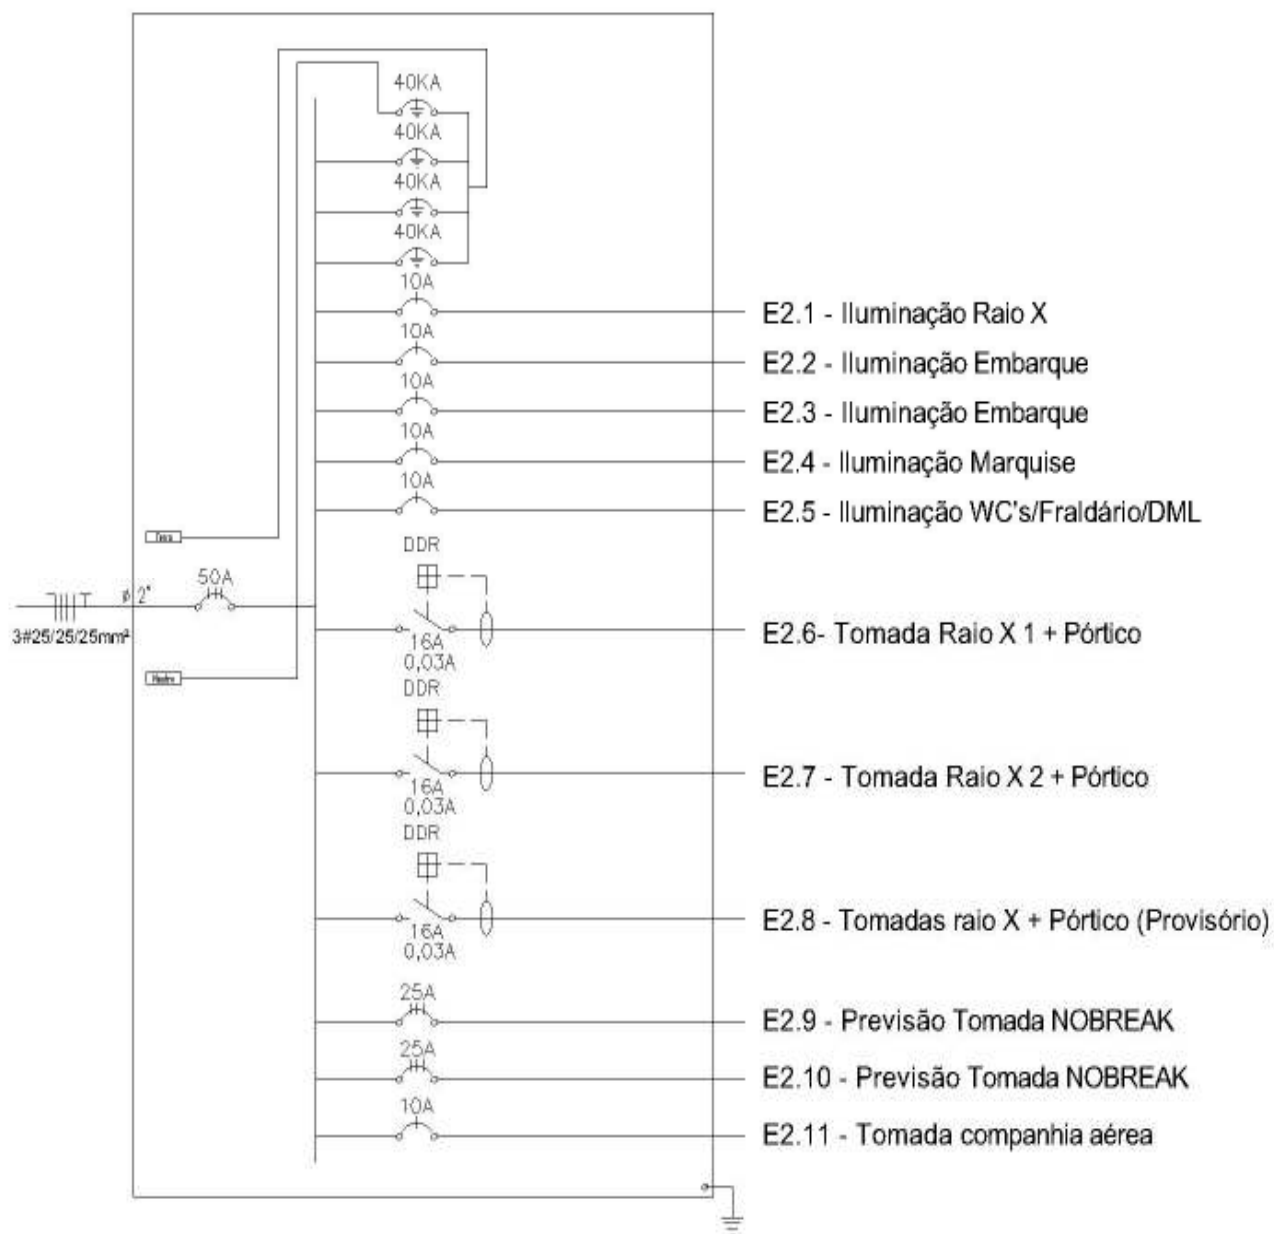 40KA
40KA
40KA
40KA
10A
E2.1 - Iluminação Raio X
10A
E2.2 - Iluminação Embarque
10A
E2.3 - Iluminação Embarque
10A
E2.4 - Iluminação Marquise
10A
E2.5 - Iluminação WC's/Fraldário/DML
Terra
DDR
50A
ø 2"
3#25/25/25mm²
16A
0,03A
E2.6- Tomada Raio X 1 + Pórtico
Neutro
DDR
16A
0,03A
E2.7 - Tomada Raio X 2 + Pórtico
DDR
16A
0,03A
E2.8 - Tomadas raio X + Pórtico (Provisório)
25A
E2.9 - Previsão Tomada NOBREAK
25A
E2.10 - Previsão Tomada NOBREAK
10A
E2.11 - Tomada companhia aérea